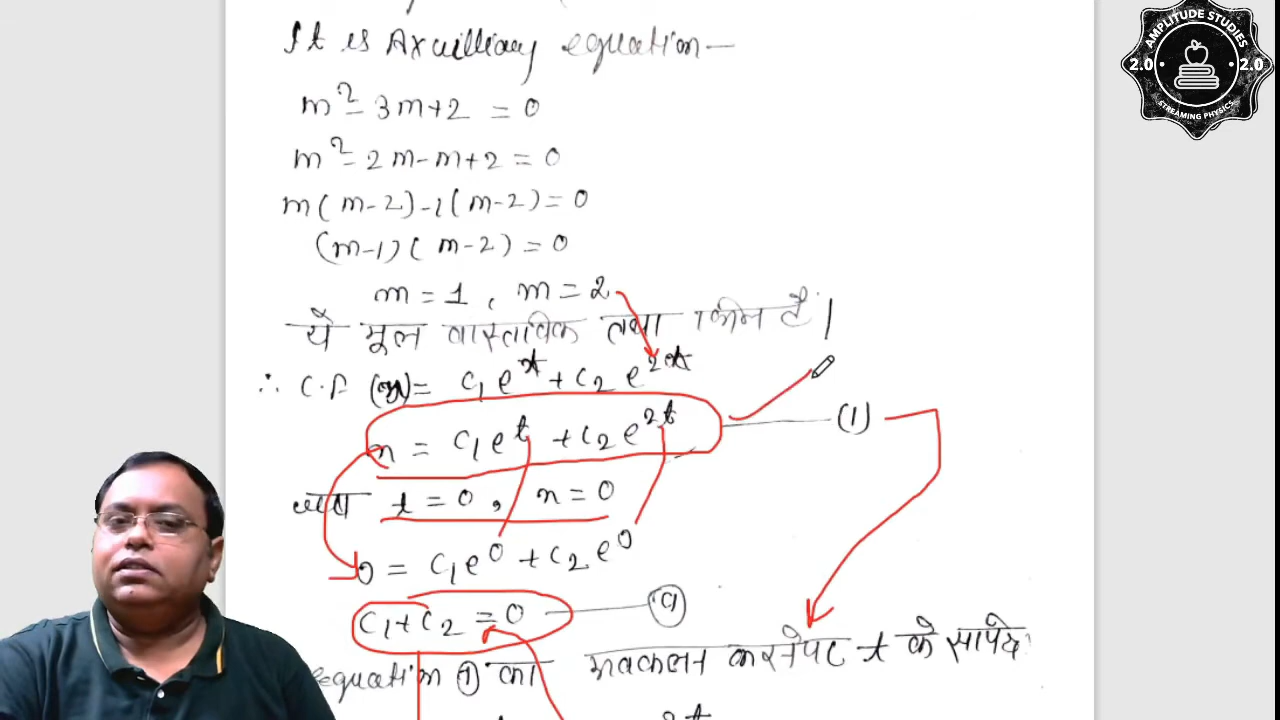 It is Axuilliary equation—
m² - 3m+2 = 0
m² - 2m - m+2 = 0
m(m-2)-1(m-2)=0
(m-1)(m-2)=0
m = 1, m = 2
ये मूल वास्तविक तथा है।
∴ C.F (x)= C₁eᵗ + C₂e²ᵗ
x = C₁eᵗ + C₂e²ᵗ —— (1)
जब t = 0, x = 0
0 = C₁e⁰ + C₂e⁰
C₁+C₂ = 0 —— (a)
equation ① का अवकलन करनेपर t के सापेक्ष
AMPLITUDE STUDIES
2.0 2.0
STREAMING PHYSICS